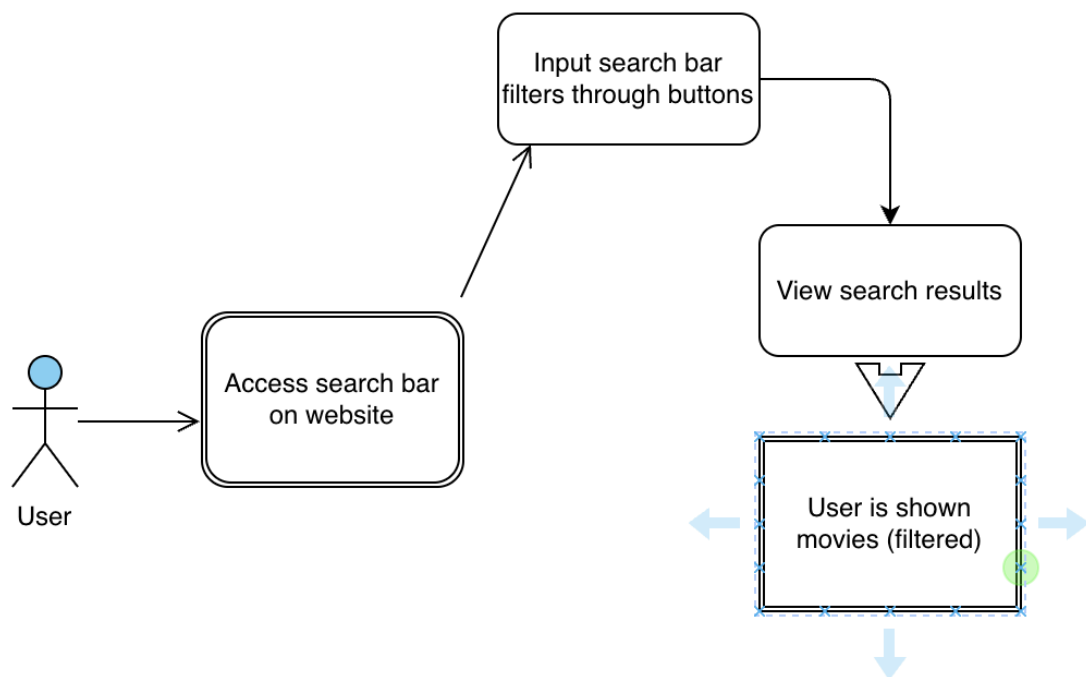 Input search bar
filters through buttons
View search results
Access search bar
on website
User
User is shown
movies (filtered)